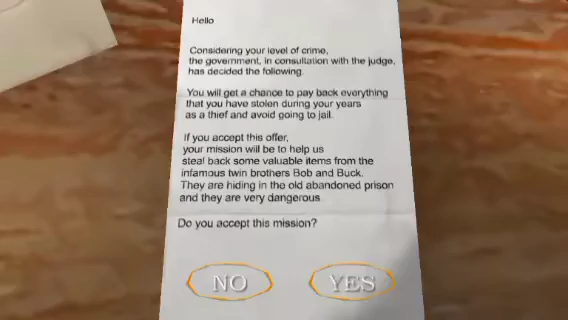 Hello
Considering your level of crime,
the government, in consultation with the judge,
has decided the following.
You will get a chance to pay back everything
that you have stolen during your years
as a thief and avoid going to jail.
If you accept this offer,
your mission will be to help us
steal back some valuable items from the
infamous twin brothers Bob and Buck.
They are hiding in the old abandoned prison
and they are very dangerous
Do you accept this mission?
NO YES